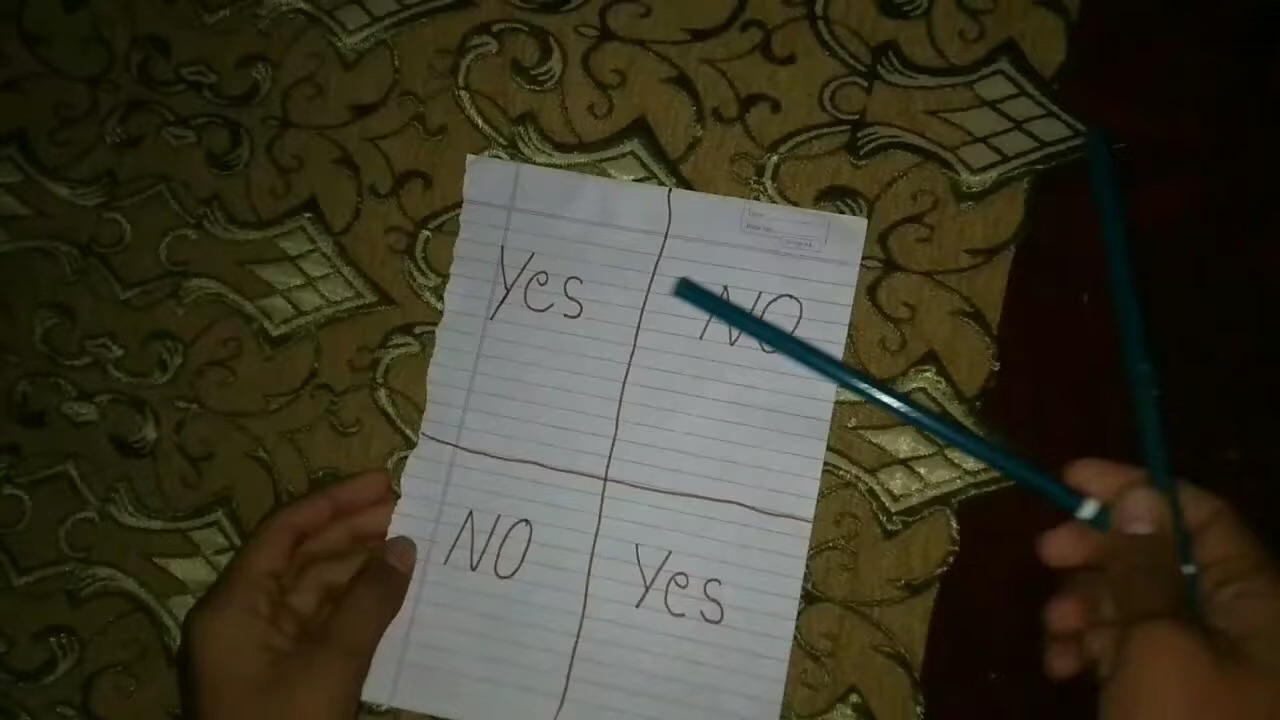 Yes NO
NO Yes